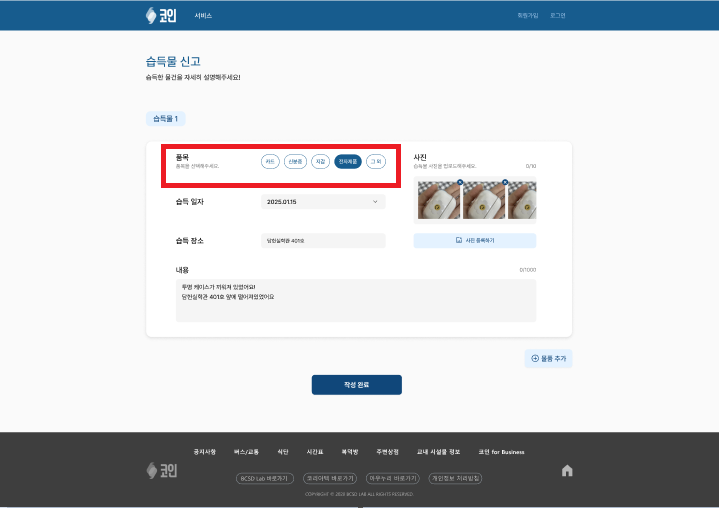 코인
서비스
회원가입
로그인
습득물 신고
습득한 물건을 자세히 설명해주세요!
습득물 1
품목
품목을 선택해주세요.
카드
신분증
지갑
전자제품
그 외
사진
습득물 사진을 업로드해주세요.
0/10
습득 일자
2025.01.15
습득 장소
담헌실학관 401호
사진 등록하기
내용
0/1000
투명 케이스가 끼워져 있었어요!
담헌실학관 401호 앞에 떨어져있었어요
물품 추가
작성 완료
공지사항
버스/교통
식단
시간표
복덕방
주변상점
교내 시설물 정보
코인 for Business
코인
BCSD Lab 바로가기
코리아텍 바로가기
아우누리 바로가기
개인정보 처리방침
COPYRIGHT © 2020 BCSD LAB ALL RIGHTS RESERVED.